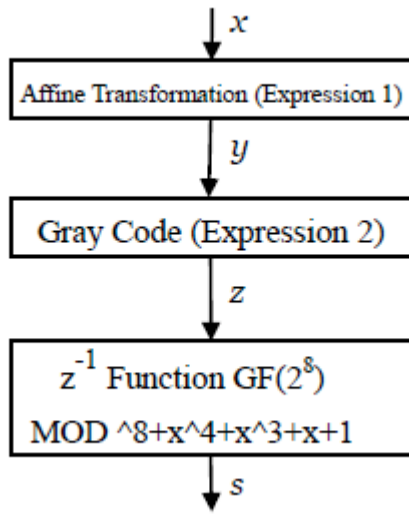 x
Affine Transformation (Expression 1)
y
Gray Code (Expression 2)
z
z^-1 Function GF(2^8)
MOD ^8+x^4+x^3+x+1
s